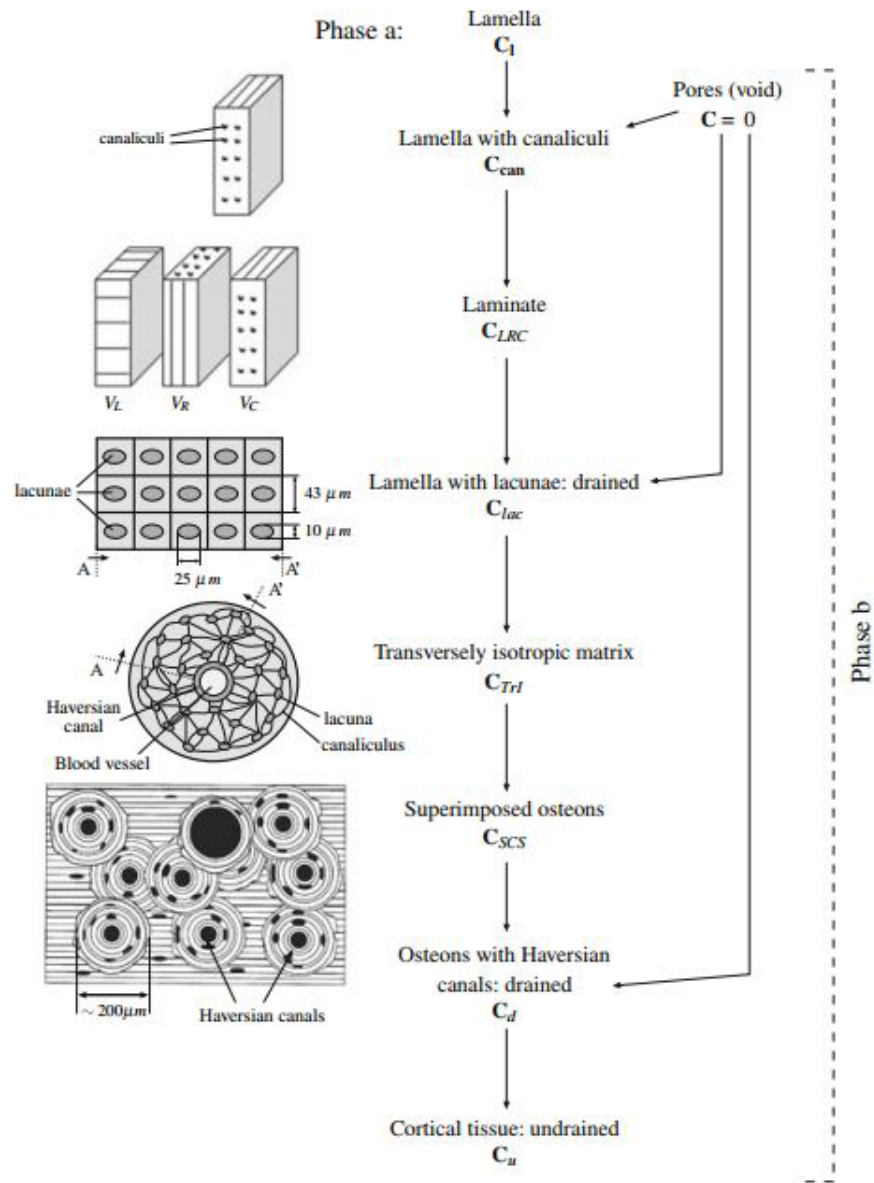 Phase a:
Lamella
C_l
Pores (void)
C = 0
canaliculi
Lamella with canaliculi
C_can
Laminate
C_LRC
V_L V_R V_C
lacunae
43 μm
10 μm
A A'
25 μm
Lamella with lacunae: drained
C_lac
A'
A
Haversian
canal
Blood vessel
lacuna
canaliculus
Transversely isotropic matrix
C_TrI
Superimposed osteons
C_SCS
~ 200μm
Haversian canals
Osteons with Haversian
canals: drained
C_d
Cortical tissue: undrained
C_u
Phase b